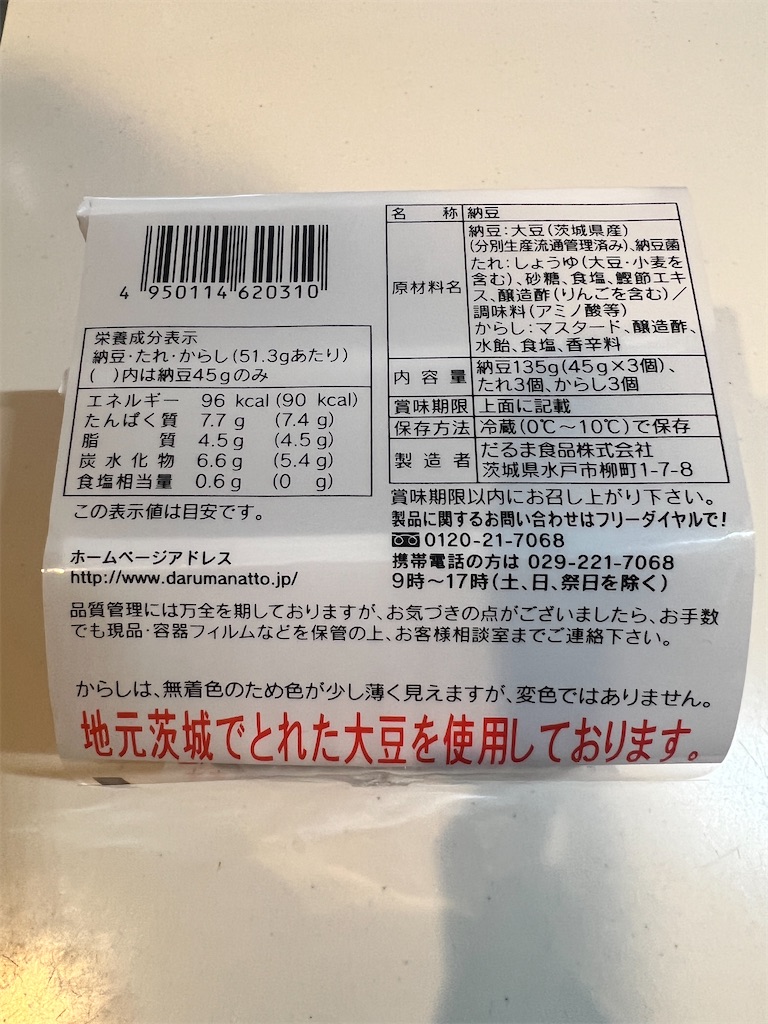 4 950114 620310
栄養成分表示
納豆・たれ・からし(51.3gあたり)
( )内は納豆45gのみ
エネルギー 96 kcal (90 kcal)
たんぱく質 7.7 g (7.4 g)
脂質 4.5 g (4.5 g)
炭水化物 6.6 g (5.4 g)
食塩相当量 0.6 g (0 g)
この表示値は目安です。
ホームページアドレス
http://www.darumanatto.jp/
名称 納豆
原材料名
納豆:大豆(茨城県産)
(分別生産流通管理済み)、納豆菌
たれ:しょうゆ(大豆・小麦を
含む)、砂糖、食塩、鰹節エキ
ス、醸造酢(りんごを含む)/
調味料(アミノ酸等)
からし:マスタード、醸造酢、
水飴、食塩、香辛料
内容量
納豆135g(45g×3個)、
たれ3個、からし3個
賞味期限 上面に記載
保存方法 冷蔵(0℃~10℃)で保存
製造者
だるま食品株式会社
茨城県水戸市柳町1-7-8
賞味期限以内にお召し上がり下さい。
製品に関するお問い合わせはフリーダイヤルで!
0120-21-7068
携帯電話の方は 029-221-7068
9時~17時(土、日、祭日を除く)
品質管理には万全を期しておりますが、お気づきの点がございましたら、お手数
でも現品・容器フィルムなどを保管の上、お客様相談室までご連絡下さい。
からしは、無着色のため色が少し薄く見えますが、変色ではありません。
地元茨城でとれた大豆を使用しております。